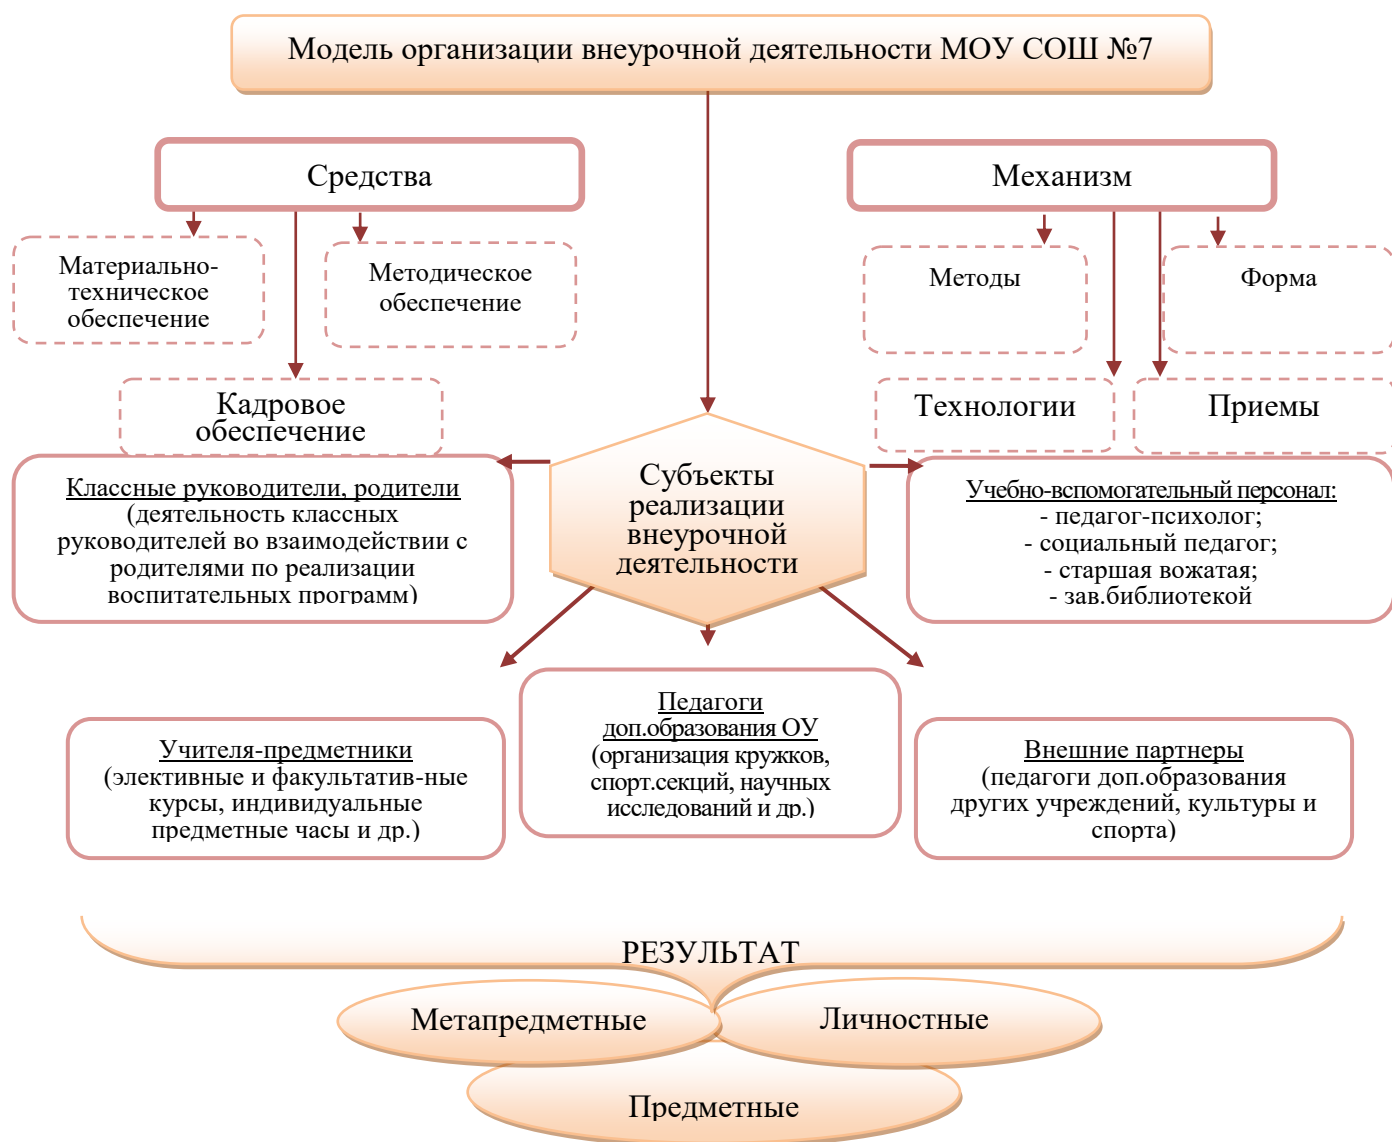 Модель организации внеурочной деятельности МОУ СОШ №7
Средства
Механизм
Материально-
техническое
обеспечение
Методическое
обеспечение
Методы
Форма
Кадровое
обеспечение
Технологии
Приемы
Классные руководители, родители
(деятельность классных
руководителей во взаимодействии с
родителями по реализации
воспитательных программ)
Субъекты
реализации
внеурочной
деятельности
Учебно-вспомогательный персонал:
- педагог-психолог;
- социальный педагог;
- старшая вожатая;
- зав.библиотекой
Учителя-предметники
(элективные и факультатив-ные
курсы, индивидуальные
предметные часы и др.)
Педагоги
доп.образования ОУ
(организация кружков,
спорт.секций, научных
исследований и др.)
Внешние партнеры
(педагоги доп.образования
других учреждений, культуры и
спорта)
РЕЗУЛЬТАТ
Метапредметные
Личностные
Предметные